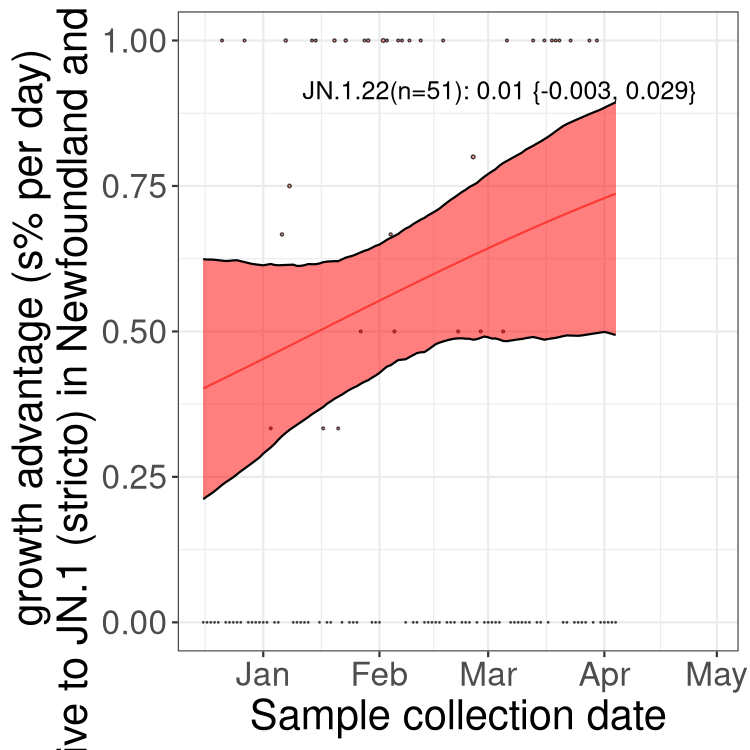 growth advantage (s% per day)
ive to JN.1 (stricto) in Newfoundland and
1.00
0.75
0.50
0.25
0.00
JN.1.22(n=51): 0.01 {-0.003, 0.029}
Jan Feb Mar Apr May
Sample collection date